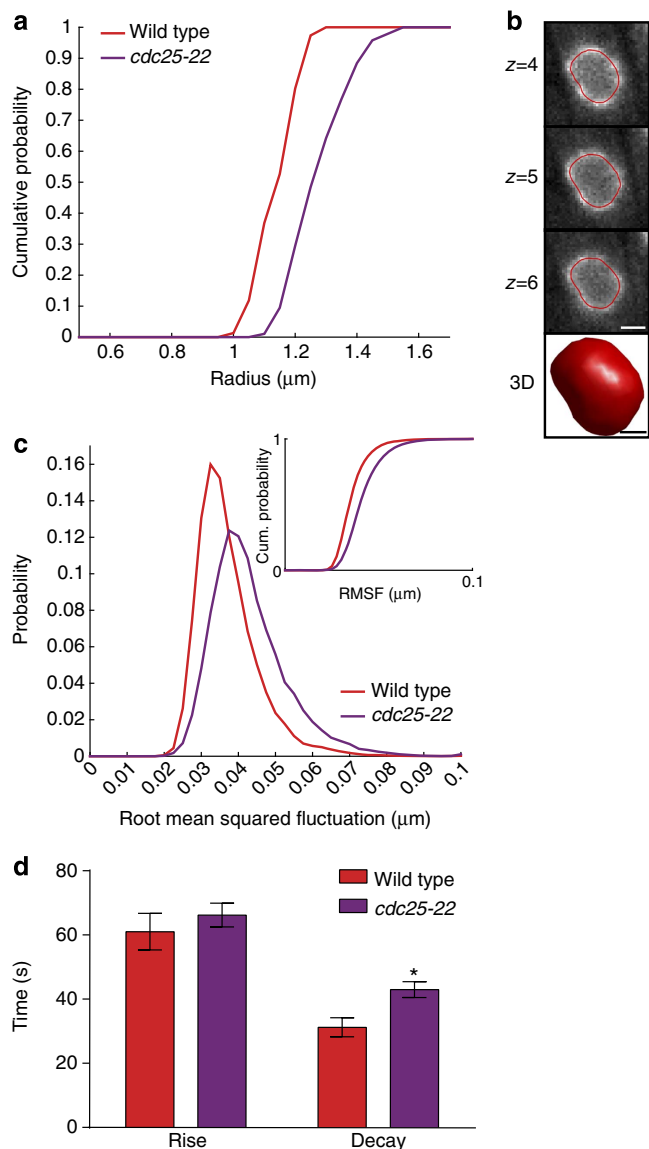 a
Wild type
cdc25-22
1
0.9
0.8
0.7
0.6
0.5
0.4
0.3
0.2
0.1
0
Cumulative probability
0.6
0.8
1
1.2
1.4
1.6
Radius (μm)
b
z=4
z=5
z=6
3D
c
0.16
0.14
0.12
0.1
0.08
0.06
0.04
0.02
0
Probability
1
0
Cum. probability
RMSF (μm)
0.1
Wild type
cdc25-22
0
0.01
0.02
0.03
0.04
0.05
0.06
0.07
0.08
0.09
0.1
Root mean squared fluctuation (μm)
d
80
60
40
20
0
Time (s)
Wild type
cdc25-22
*
Rise
Decay